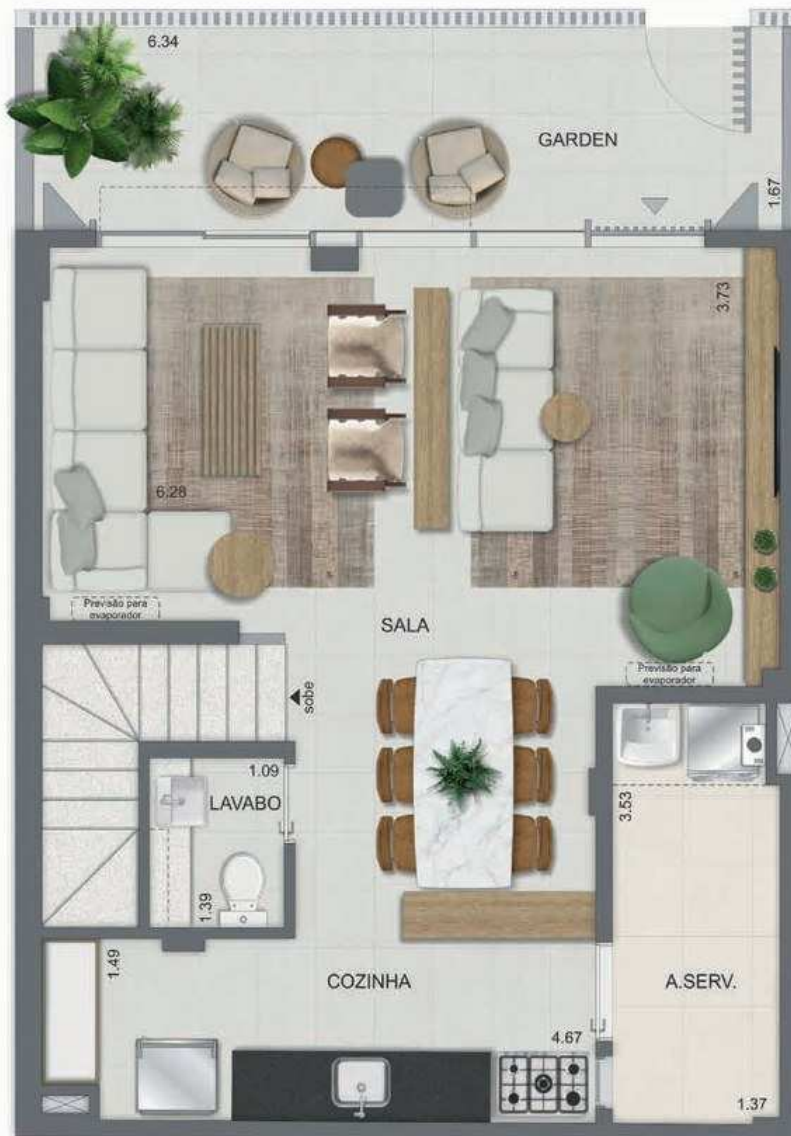 6.34
GARDEN
1.67
3.73
6.28
Previsão para
evaporador
SALA
Previsão para
evaporador
sobe
1.09
LAVABO
3.53
1.39
1.49
COZINHA
A.SERV.
4.67
1.37